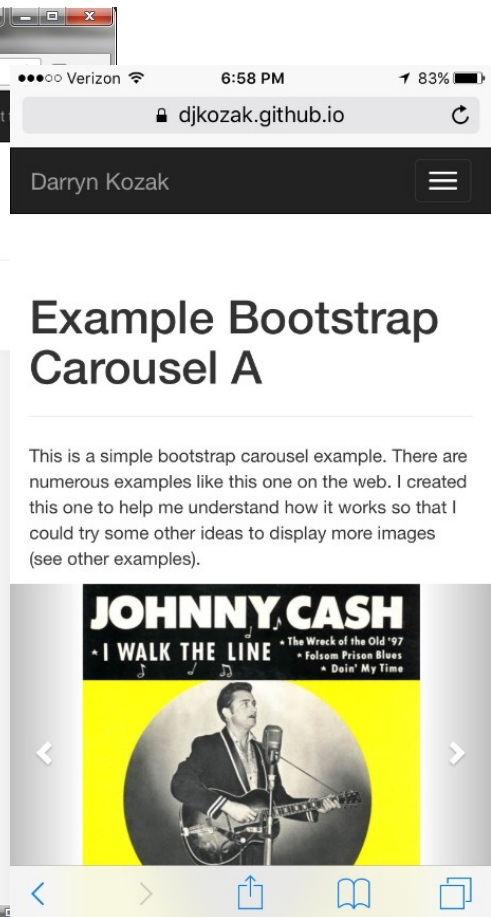 Verizon 6:58 PM 83%
djkozak.github.io
Darryn Kozak
Example Bootstrap
Carousel A
This is a simple bootstrap carousel example. There are
numerous examples like this one on the web. I created
this one to help me understand how it works so that I
could try some other ideas to display more images
(see other examples).
JOHNNY CASH
* I WALK THE LINE
* The Wreck of the Old '97
* Folsom Prison Blues
* Doin' My Time